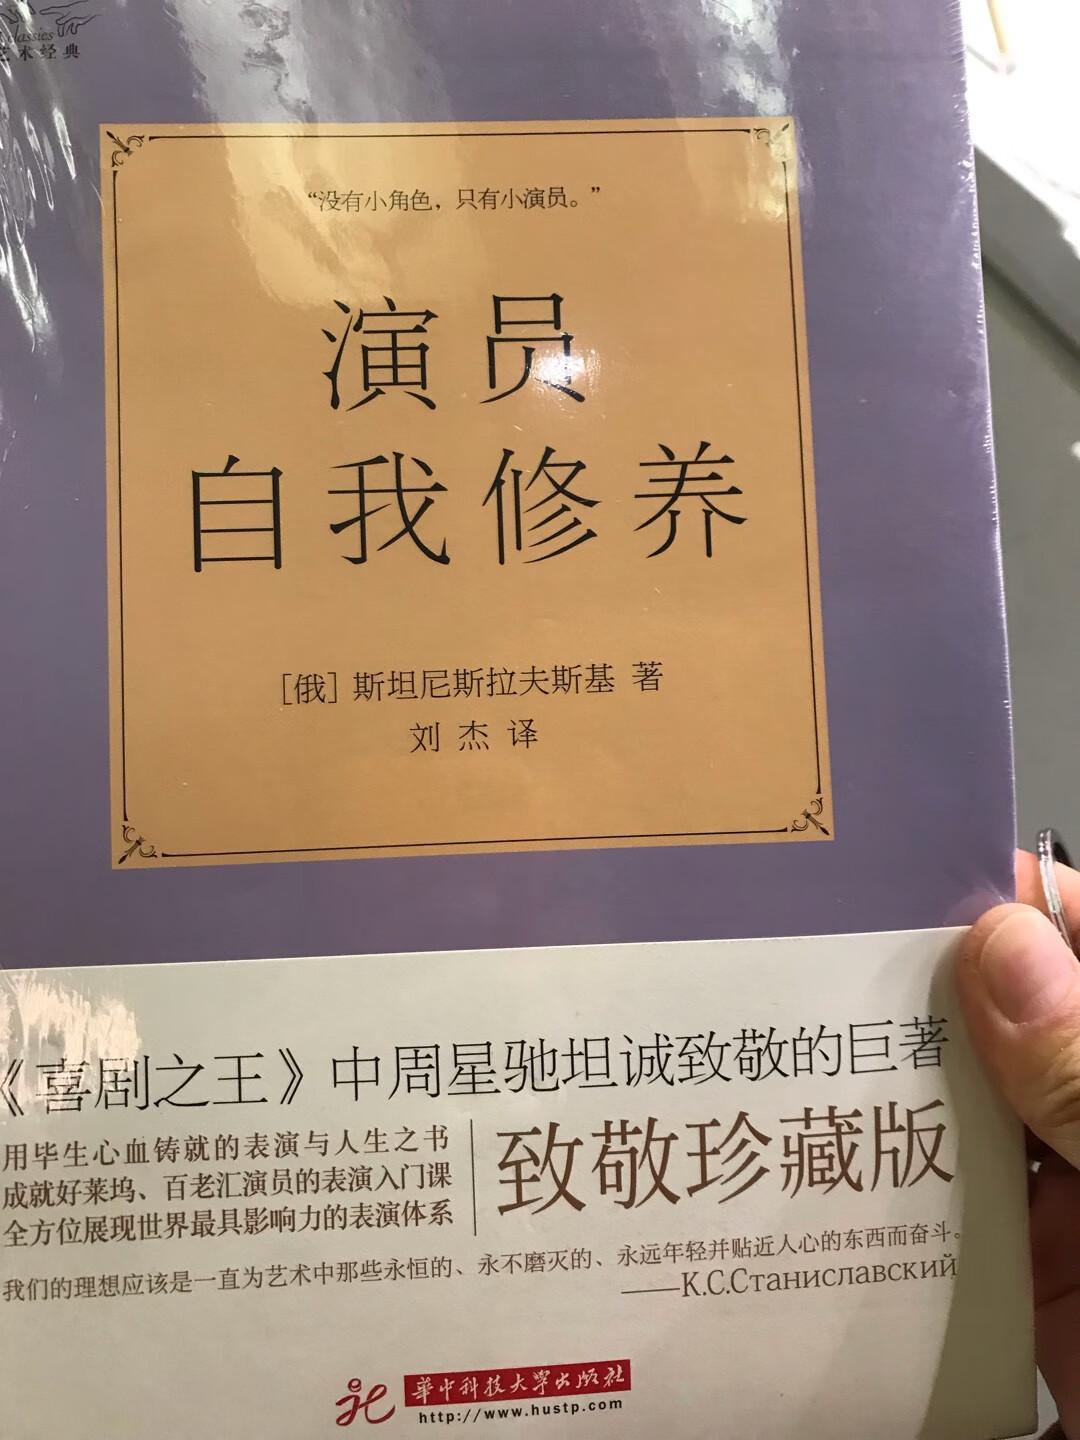 classics
艺术经典
“没有小角色，只有小演员。”
演员
自我修养
[俄] 斯坦尼斯拉夫斯基 著
刘杰 译
《喜剧之王》中周星驰坦诚致敬的巨著
用毕生心血铸就的表演与人生之书
成就好莱坞、百老汇演员的表演入门课
全方位展现世界最具影响力的表演体系
致敬珍藏版
我们的理想应该是一直为艺术中那些永恒的、永不磨灭的、永远年轻并贴近人心的东西而奋斗。
——К.С.Станиславский
华中科技大学出版社
http://www.hustp.com